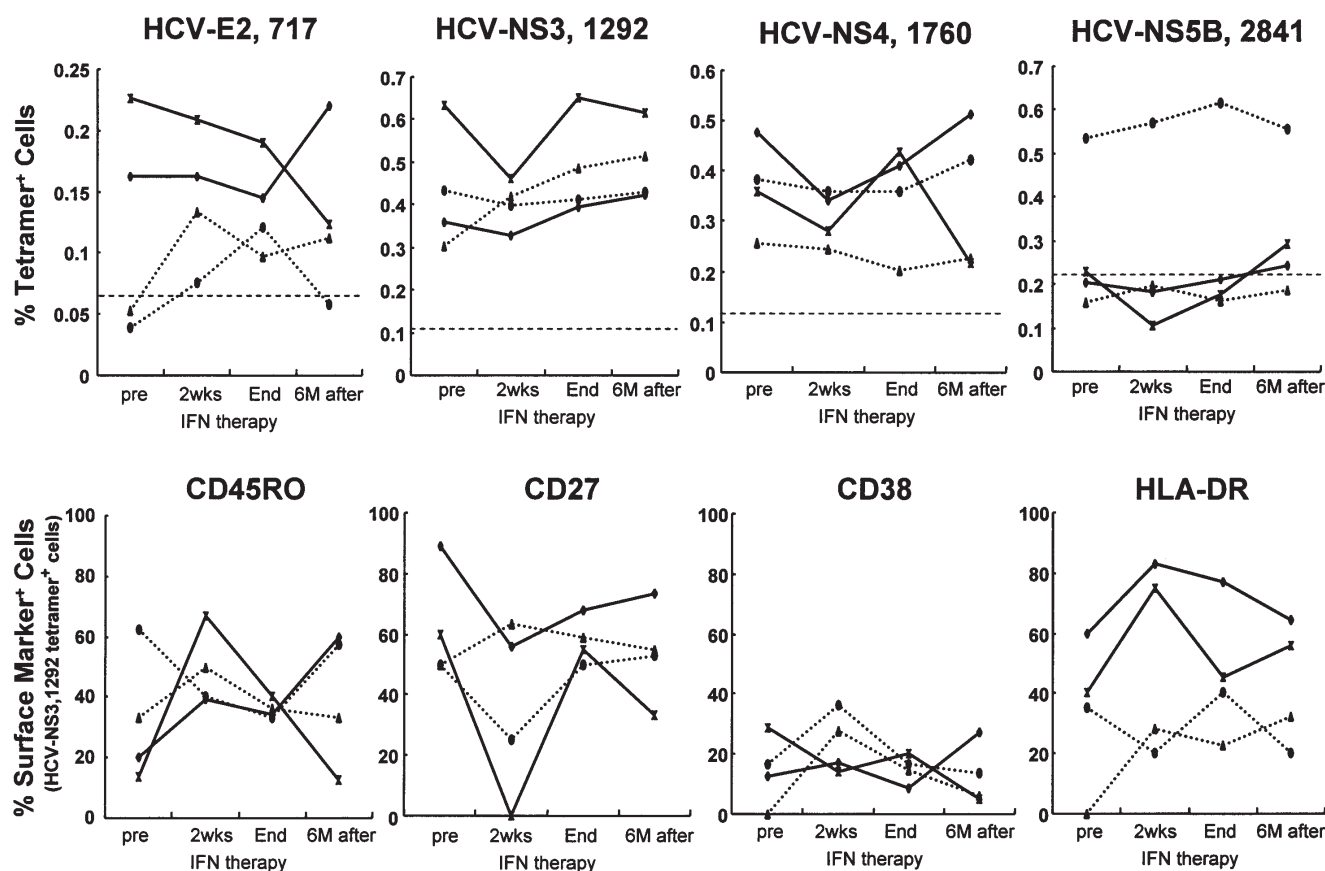 HCV-E2, 717
HCV-NS3, 1292
HCV-NS4, 1760
HCV-NS5B, 2841
% Tetramer+ Cells
0.25
0.2
0.15
0.1
0.05
0
pre 2wks End 6M after
IFN therapy
0.7
0.6
0.5
0.4
0.3
0.2
0.1
0
pre 2wks End 6M after
IFN therapy
0.6
0.5
0.4
0.3
0.2
0.1
0
pre 2wks End 6M after
IFN therapy
0.7
0.6
0.5
0.4
0.3
0.2
0.1
0
pre 2wks End 6M after
IFN therapy
CD45RO
CD27
CD38
HLA-DR
% Surface Marker+ Cells
(HCV-NS3,1292 tetramer+ cells)
100
80
60
40
20
0
pre 2wks End 6M after
IFN therapy
100
80
60
40
20
0
pre 2wks End 6M after
IFN therapy
100
80
60
40
20
0
pre 2wks End 6M after
IFN therapy
100
80
60
40
20
0
pre 2wks End 6M after
IFN therapy